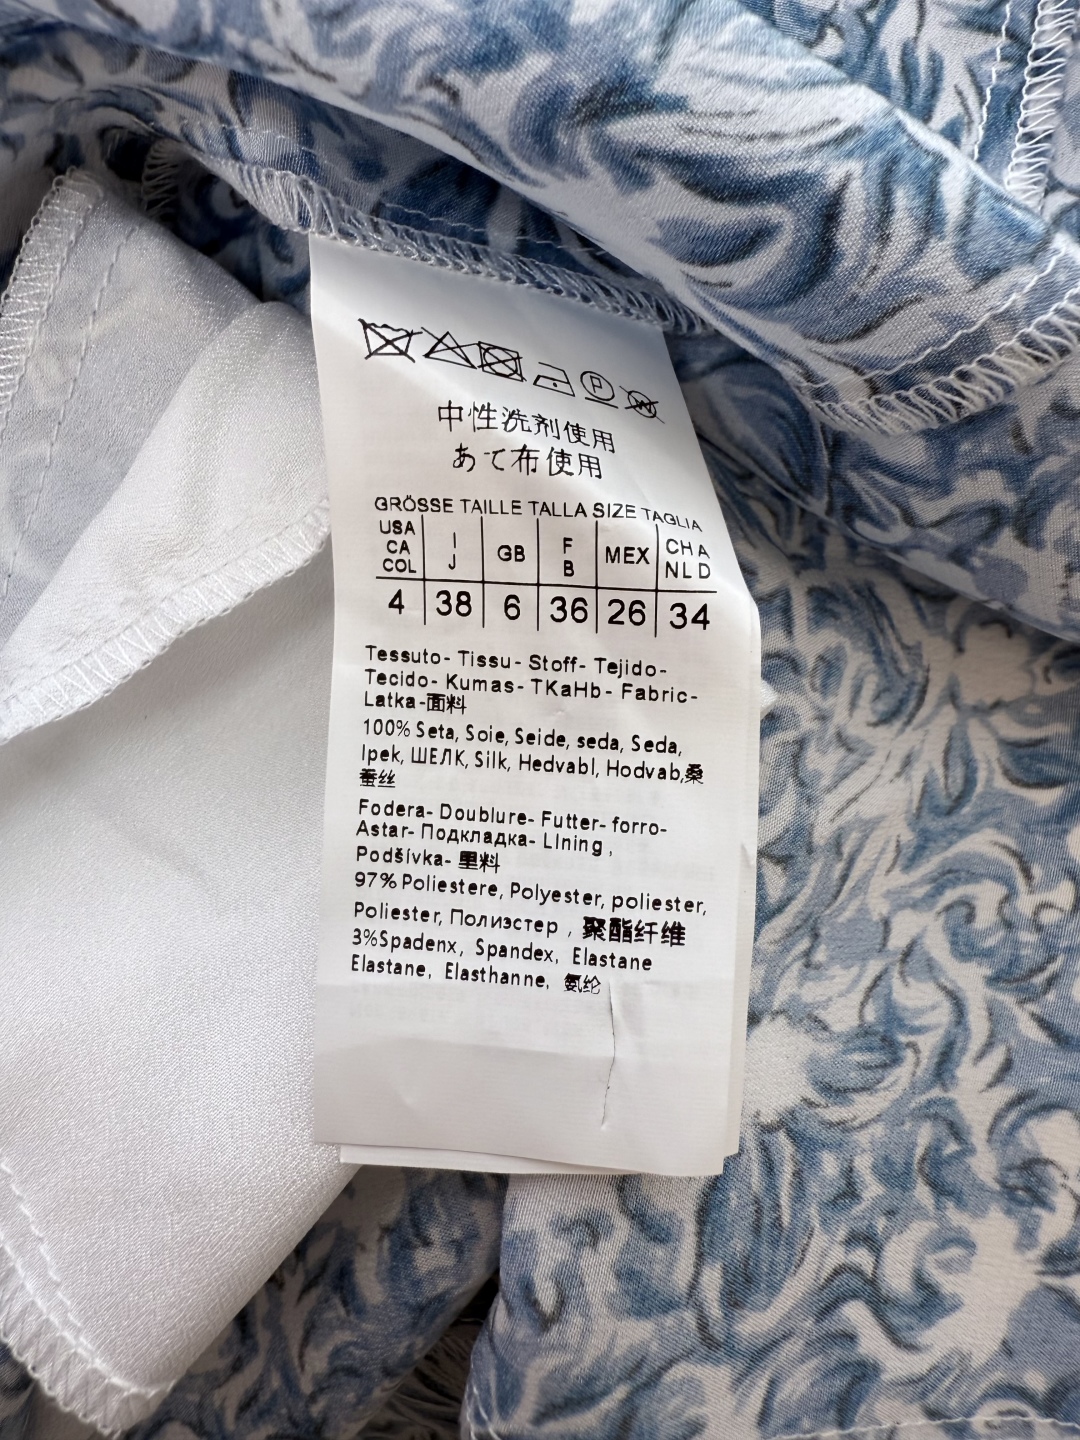 中性洗剂使用
あて布使用
GRÖSSE TAILLE TALLA SIZE TAGLIA
USA CA COL | I J | GB | F B | MEX | CH A NL D
4 | 38 | 6 | 36 | 26 | 34
Tessuto- Tissu- Stoff- Tejido-
Tecido- Kumas- TKaHb- Fabric-
Latka-面料
100% Seta, Soie, Seide, seda, Seda,
Ipek, ШЕЛК, Silk, Hedvabl, Hodvab,桑
蚕丝
Fodera- Doublure- Futter- forro-
Astar- Подкладка- LIning,
Podšívka- 里料
97% Poliestere, Polyester, poliester,
Poliester, Полиэстер, 聚酯纤维
3%Spadenx, Spandex, Elastane
Elastane, Elasthanne, 氨纶